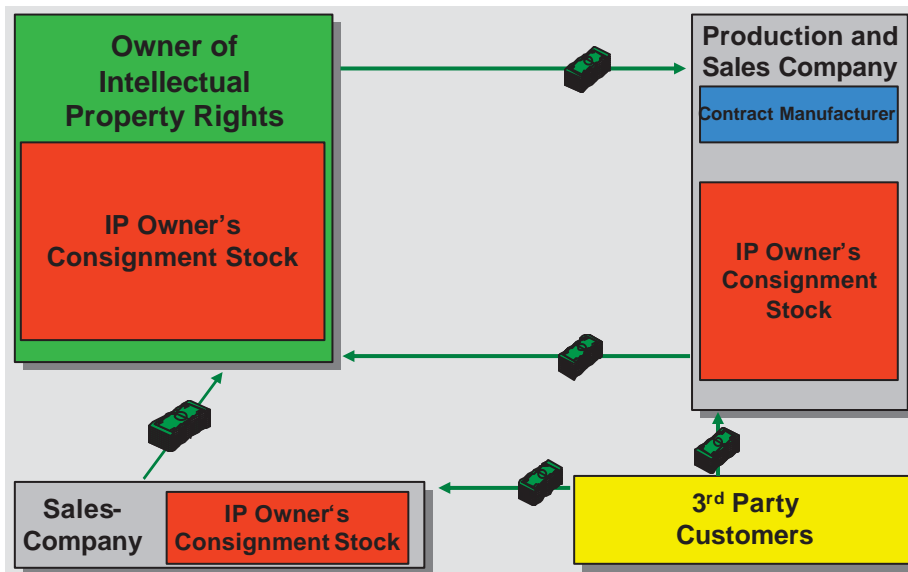 Owner of
Intellectual
Property Rights
IP Owner’s
Consignment Stock
Production and
Sales Company
Contract Manufacturer
IP Owner’s
Consignment
Stock
Sales-
Company
IP Owner‘s
Consignment Stock
3rd Party
Customers